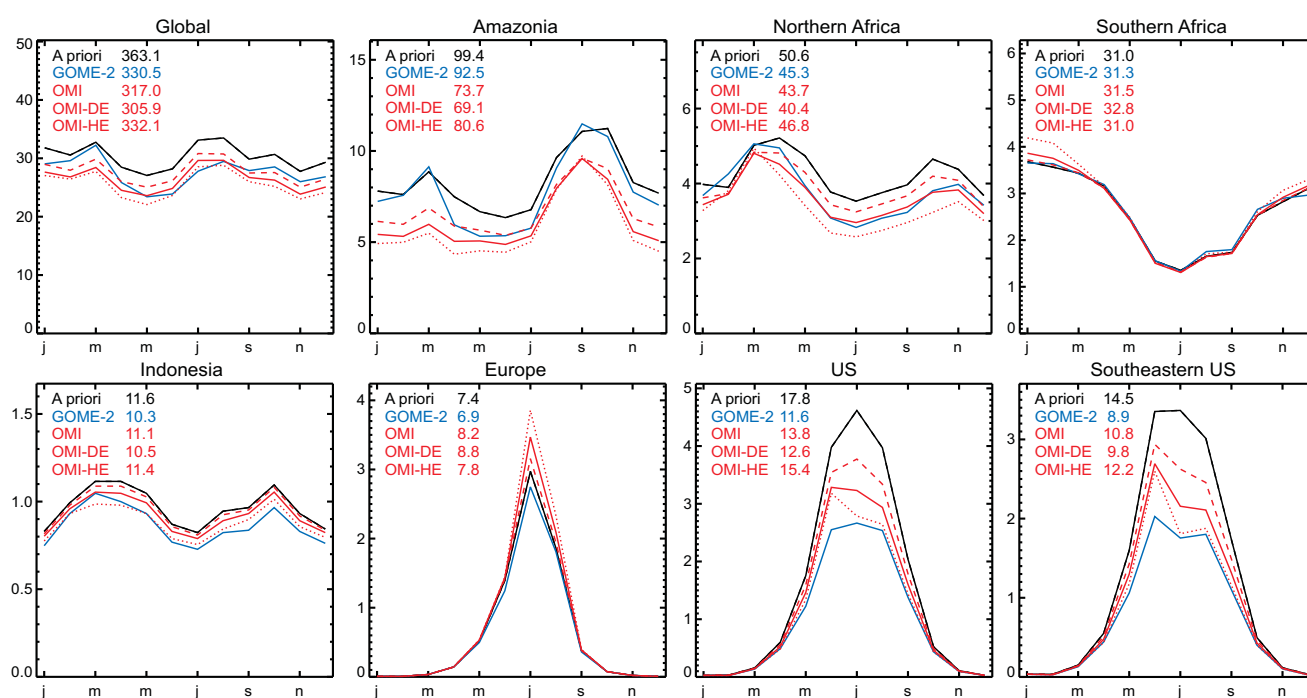 Global
A priori 363.1
GOME-2 330.5
OMI 317.0
OMI-DE 305.9
OMI-HE 332.1
50
40
30
20
10
0
j m m j s n
Amazonia
A priori 99.4
GOME-2 92.5
OMI 73.7
OMI-DE 69.1
OMI-HE 80.6
15
10
5
0
j m m j s n
Northern Africa
A priori 50.6
GOME-2 45.3
OMI 43.7
OMI-DE 40.4
OMI-HE 46.8
6
4
2
0
j m m j s n
Southern Africa
A priori 31.0
GOME-2 31.3
OMI 31.5
OMI-DE 32.8
OMI-HE 31.0
6
5
4
3
2
1
0
j m m j s n
Indonesia
A priori 11.6
GOME-2 10.3
OMI 11.1
OMI-DE 10.5
OMI-HE 11.4
1.5
1.0
0.5
0.0
j m m j s n
Europe
A priori 7.4
GOME-2 6.9
OMI 8.2
OMI-DE 8.8
OMI-HE 7.8
4
3
2
1
0
j m m j s n
US
A priori 17.8
GOME-2 11.6
OMI 13.8
OMI-DE 12.6
OMI-HE 15.4
5
4
3
2
1
0
j m m j s n
Southeastern US
A priori 14.5
GOME-2 8.9
OMI 10.8
OMI-DE 9.8
OMI-HE 12.2
3
2
1
0
j m m j s n